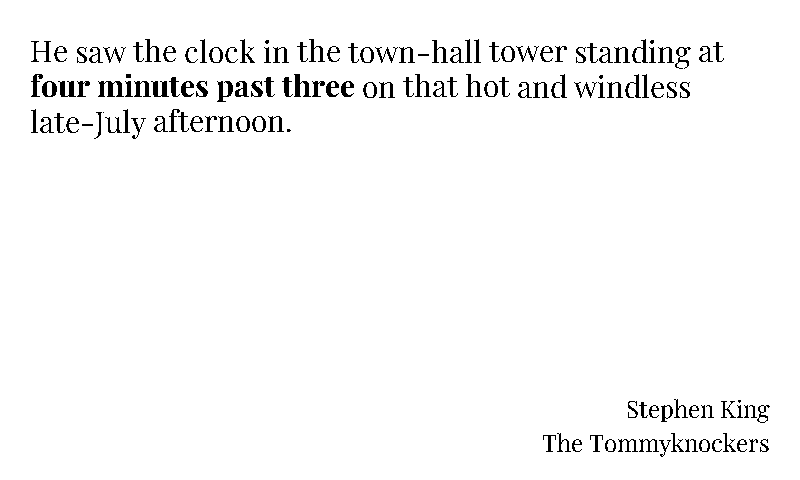 He saw the clock in the town-hall tower standing at
four minutes past three on that hot and windless
late-July afternoon.
Stephen King
The Tommyknockers